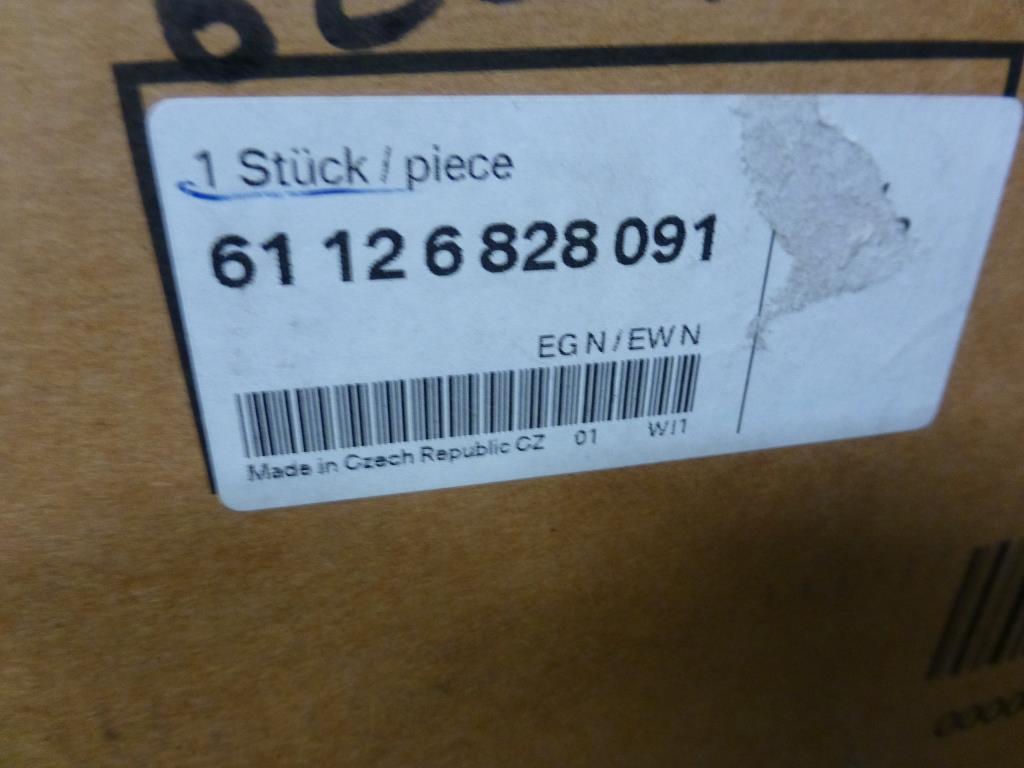 1 Stück / piece
61 12 6 828 091
EG N / EW N
Made in Czech Republic CZ 01 WI1